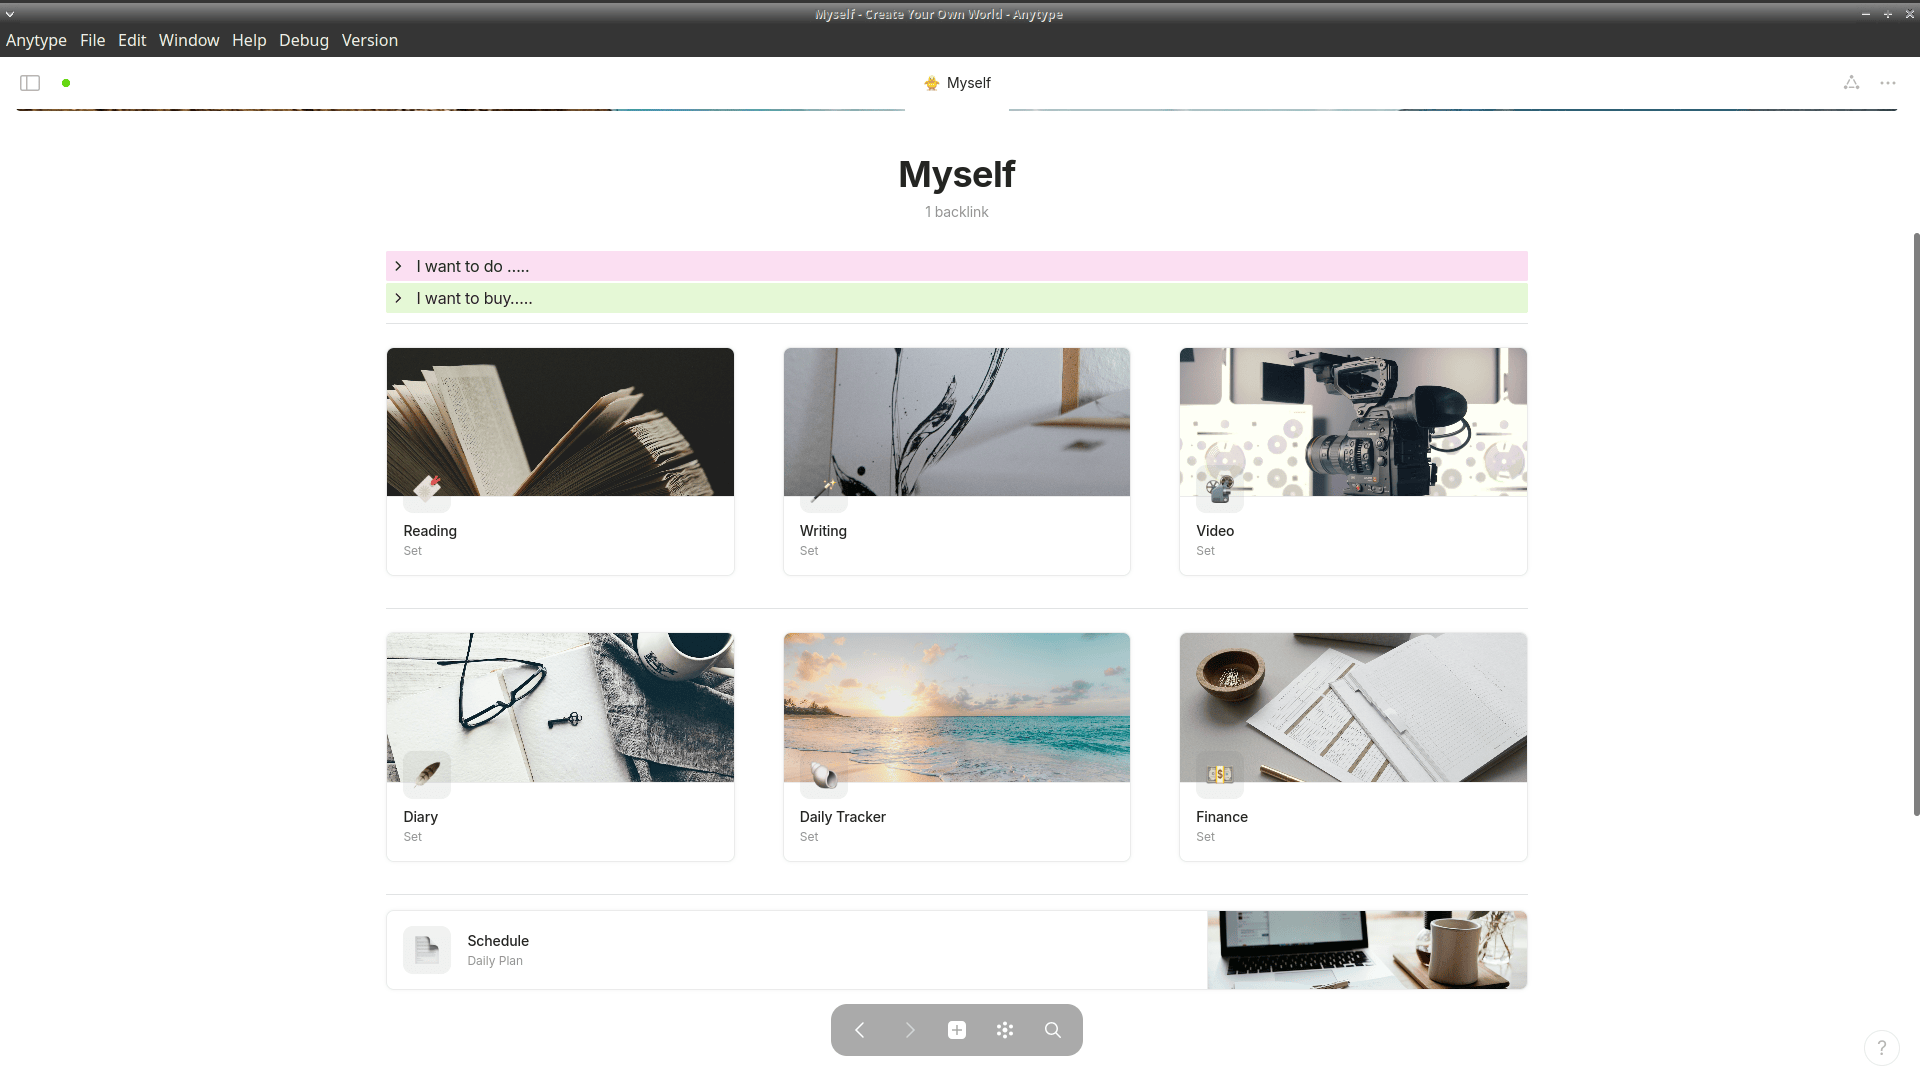 Myself - Create Your Own World - Anytype
Anytype File Edit Window Help Debug Version
Myself
Myself
1 backlink
I want to do .....
I want to buy.....
Reading
Set
Writing
Set
Video
Set
Diary
Set
Daily Tracker
Set
Finance
Set
Schedule
Daily Plan
?